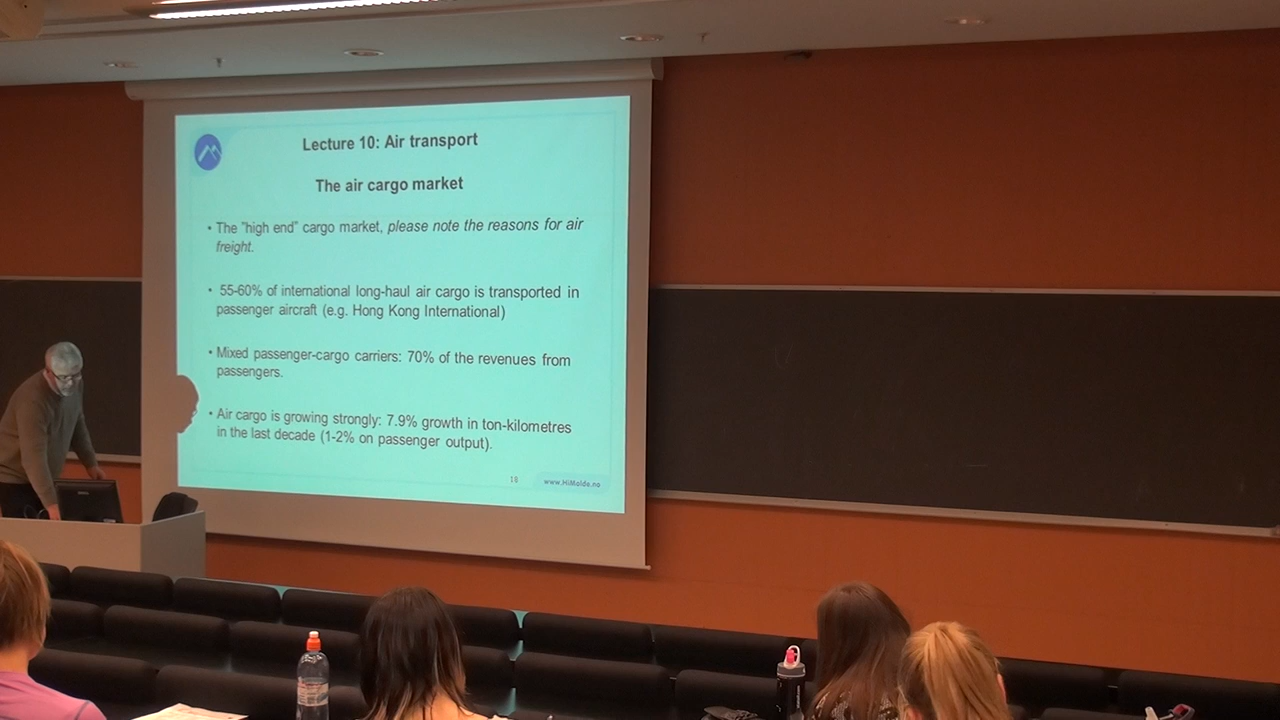 Lecture 10: Air transport
The air cargo market
• The "high end" cargo market, please note the reasons for air
freight.
• 55-60% of international long-haul air cargo is transported in
passenger aircraft (e.g. Hong Kong International)
• Mixed passenger-cargo carriers: 70% of the revenues from
passengers.
• Air cargo is growing strongly: 7.9% growth in ton-kilometres
in the last decade (1-2% on passenger output).
18 www.HiMolde.no